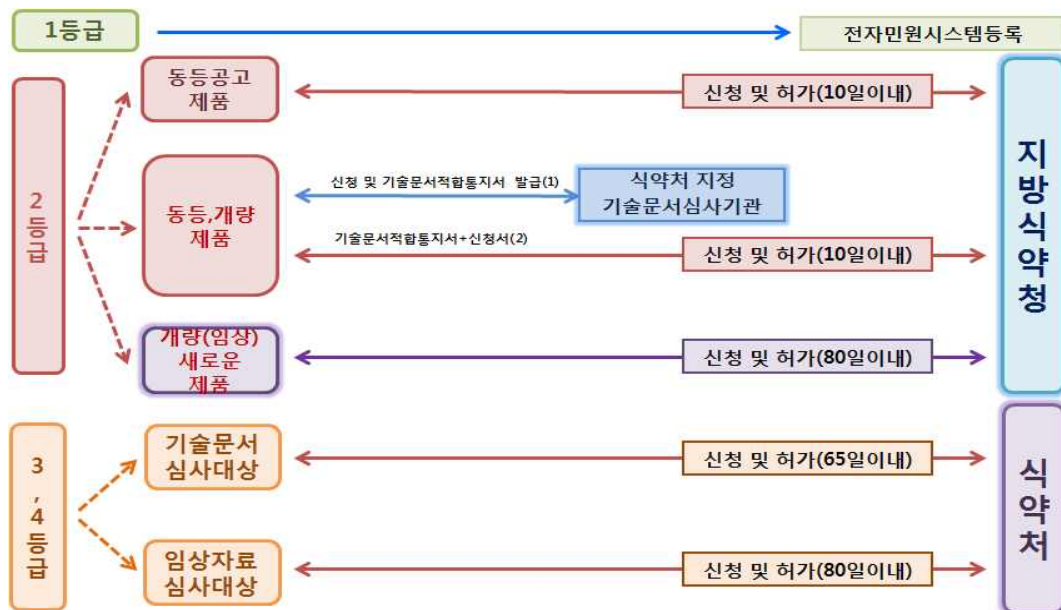 1등급
전자민원시스템등록
2
등
급
동등공고
제품
신청 및 허가(10일이내)
동등,개량
제품
신청 및 기술문서적합통지서 발급(1)
식약처 지정
기술문서심사기관
기술문서적합통지서+신청서(2)
신청 및 허가(10일이내)
개량(임상)
새로운
제품
신청 및 허가(80일이내)
지
방
식
약
청
3
,4
등
급
기술문서
심사대상
신청 및 허가(65일이내)
임상자료
심사대상
신청 및 허가(80일이내)
식
약
처